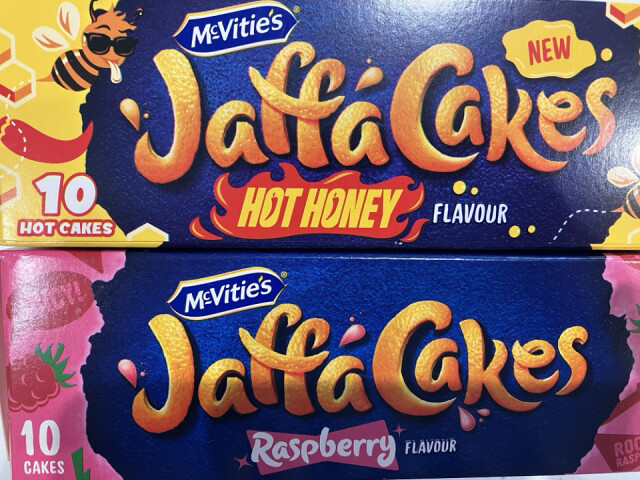 McVitie's
NEW
Jaffa Cakes
10
HOT CAKES
HOT HONEY
FLAVOUR
McVitie's
Jaffa Cakes
10
CAKES
Raspberry
FLAVOUR